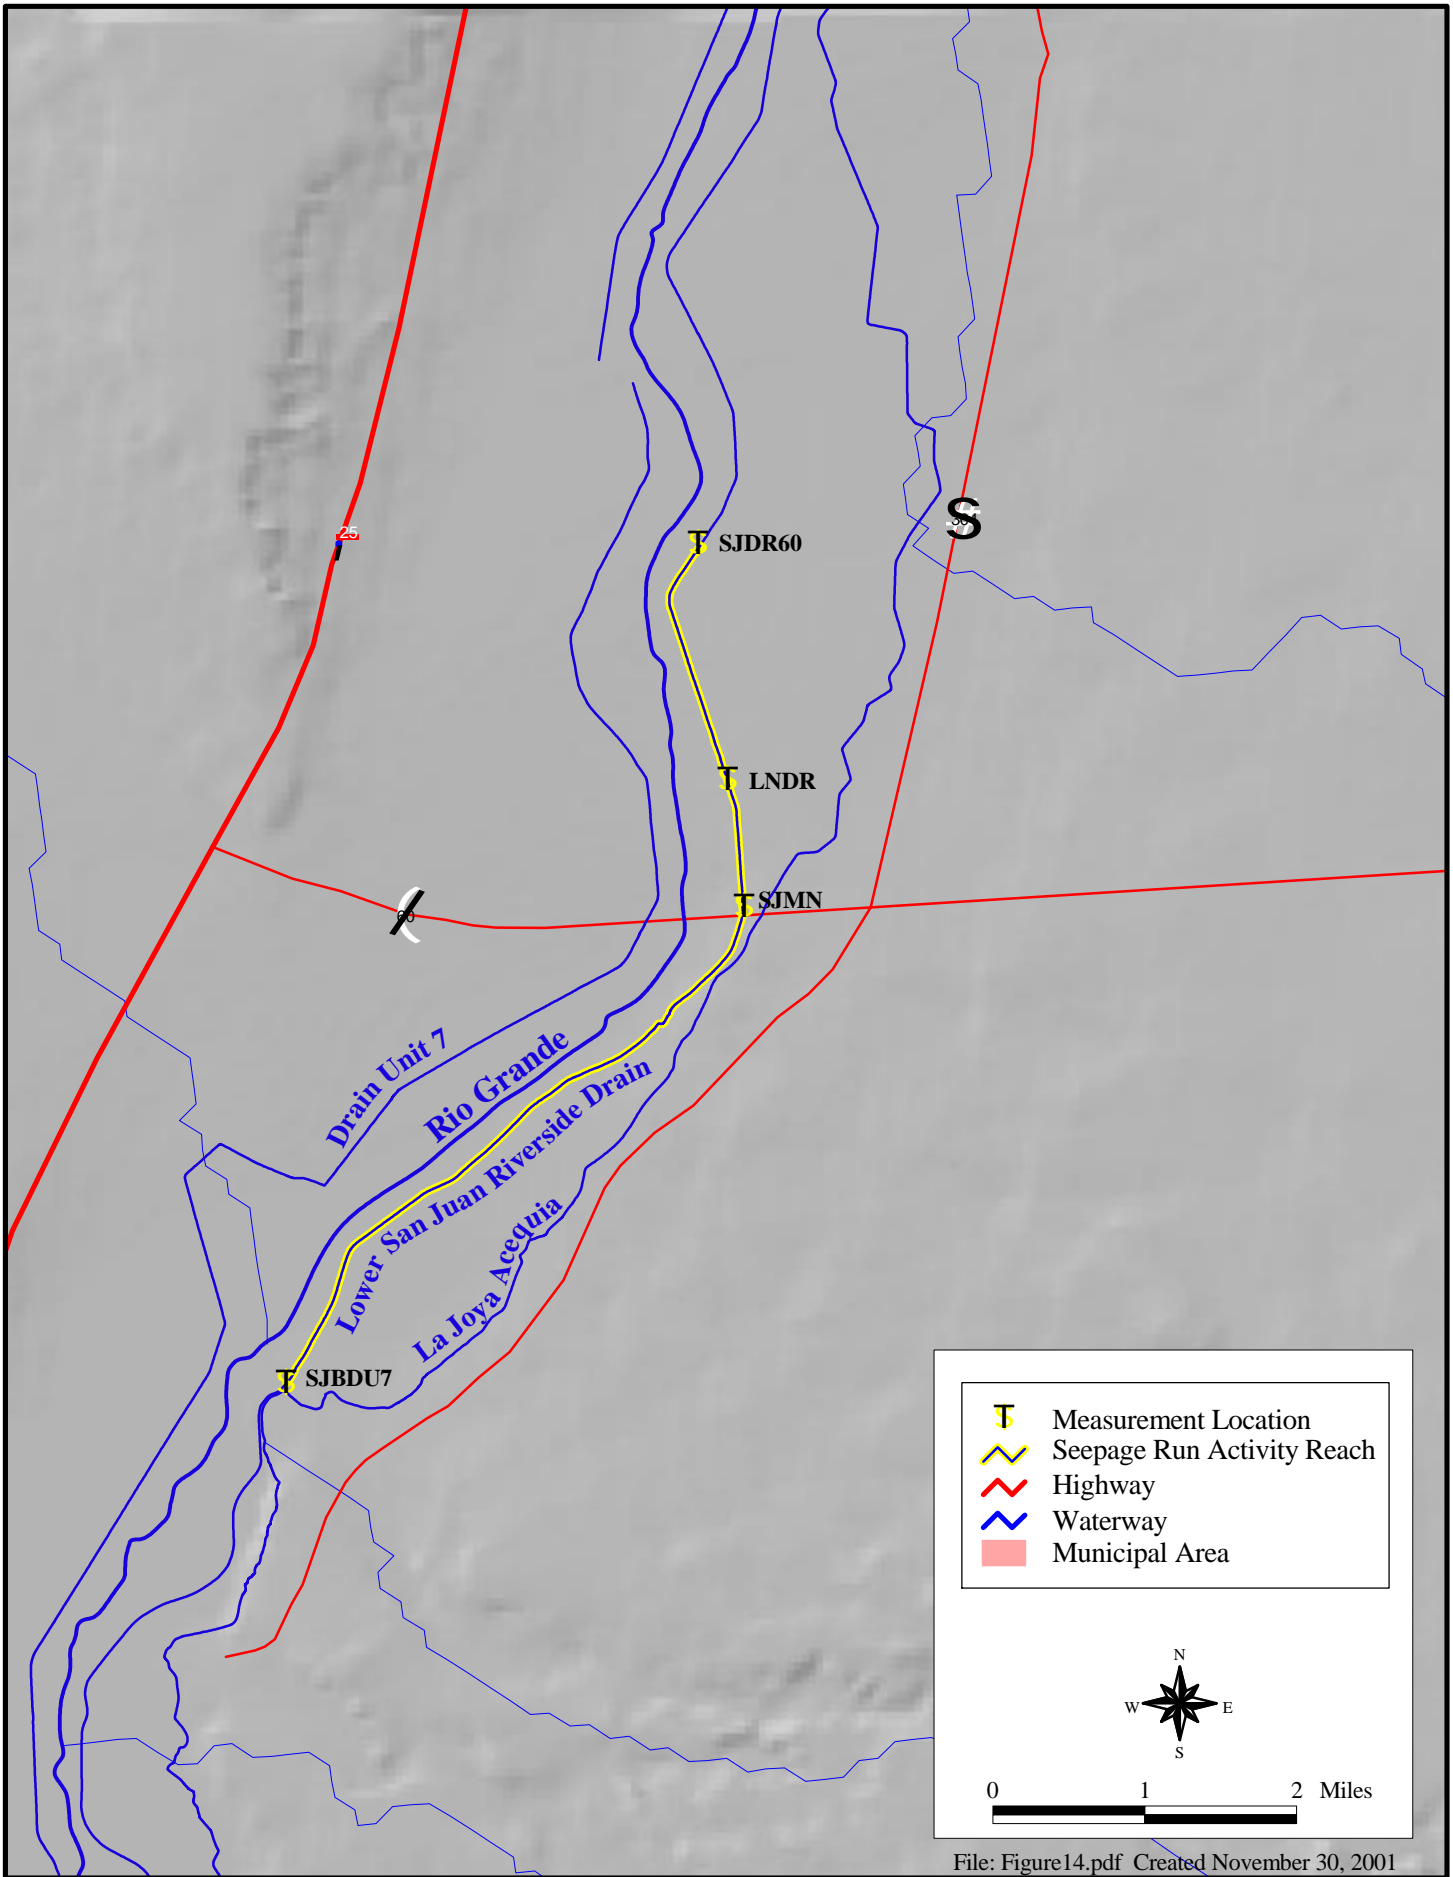 25
SJDR60
LNDR
SJMN
60
Drain Unit 7
Rio Grande
Lower San Juan Riverside Drain
La Joya Acequia
SJBDU7
Measurement Location
Seepage Run Activity Reach
Highway
Waterway
Municipal Area
N
W
E
S
0 1 2 Miles
File: Figure14.pdf Created November 30, 2001